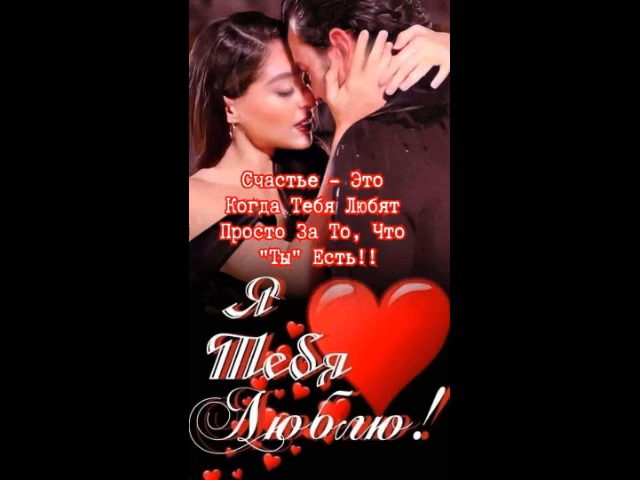 Счастье - Это
Когда Тебя Любят
Просто За То, Что
"Ты" Есть!!
Я
Тебя
Люблю!